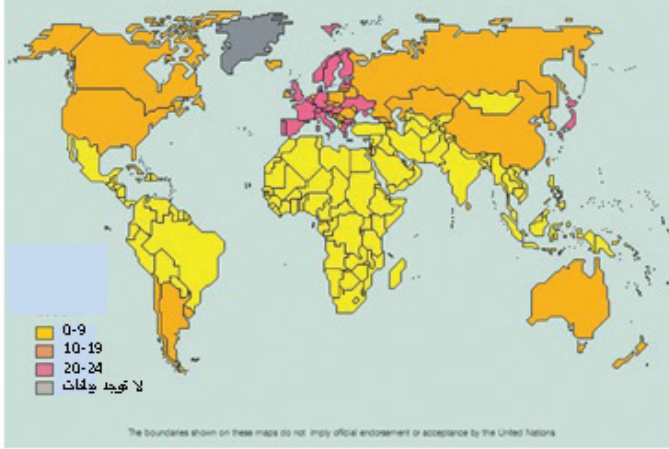 0-9
10-19
20-24
لا توجد بيانات
The boundaries shown on these maps do not imply official endorsement or acceptance by the United Nations.